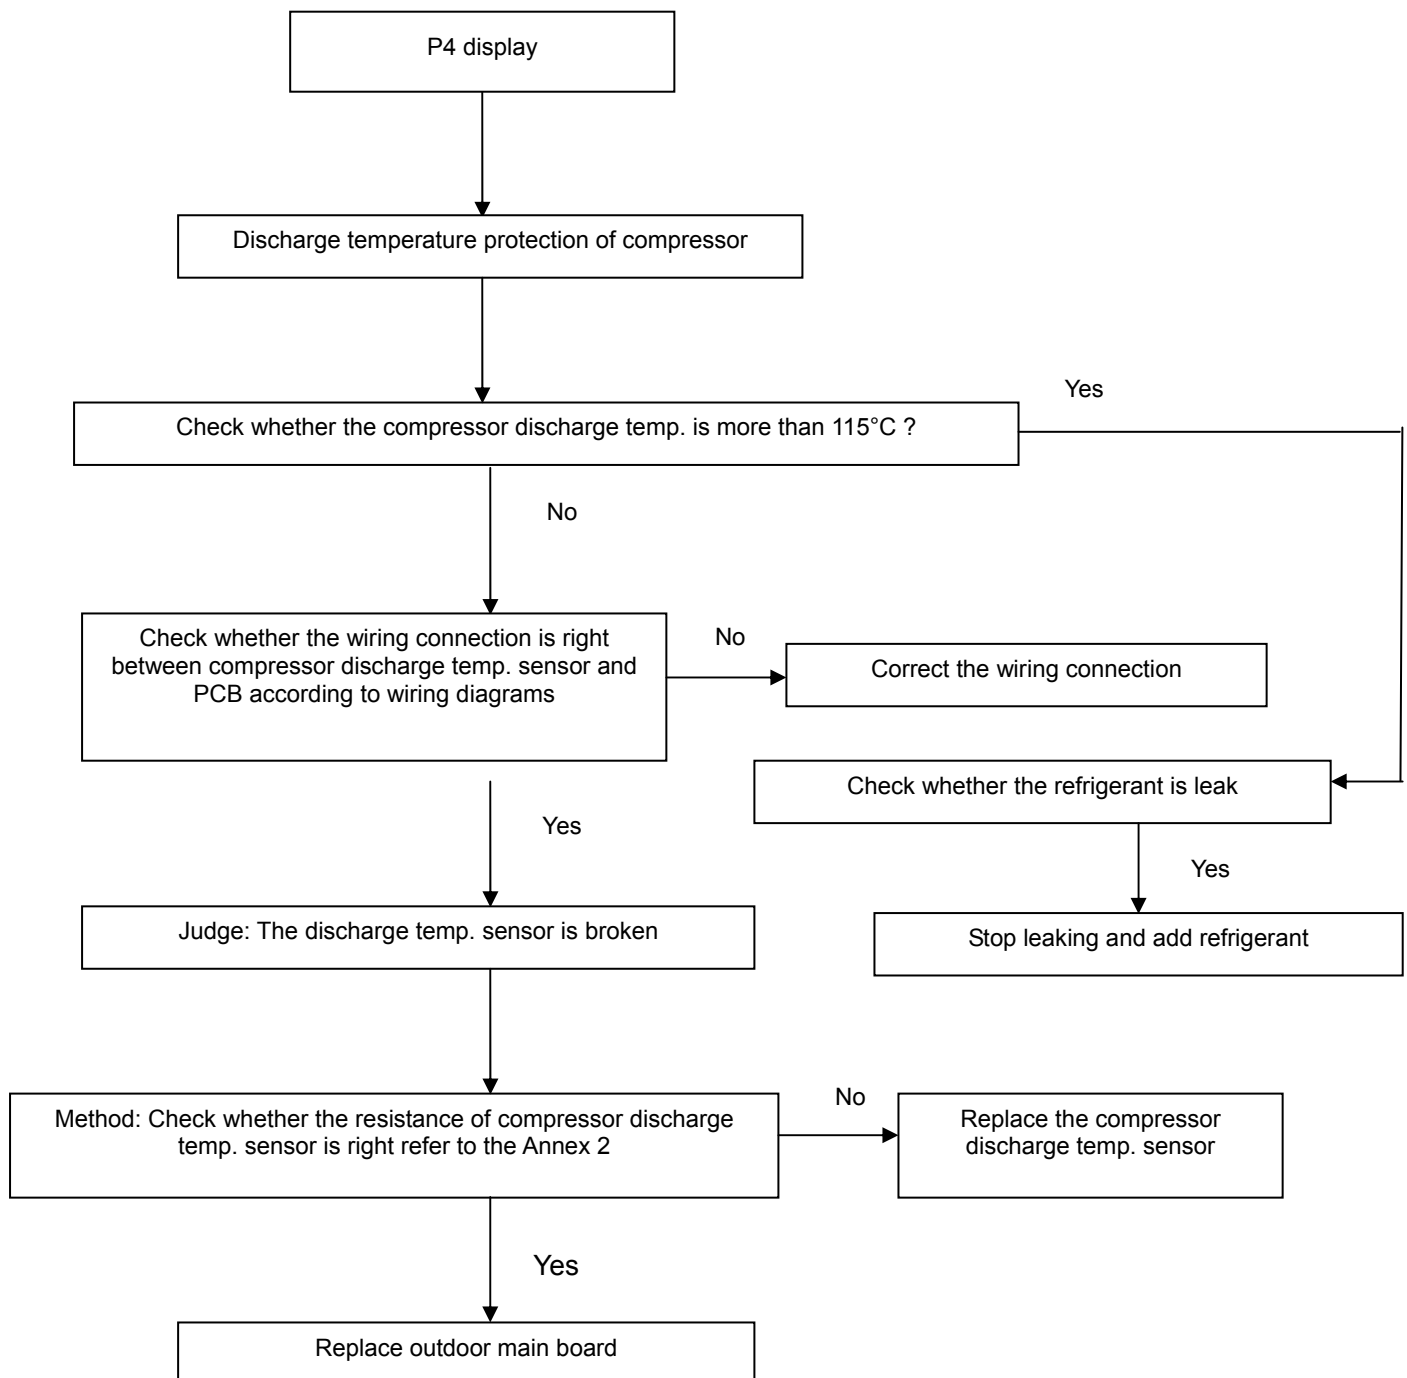 P4 display
Discharge temperature protection of compressor
Yes
Check whether the compressor discharge temp. is more than 115°C ?
No
Check whether the wiring connection is right
between compressor discharge temp. sensor and
PCB according to wiring diagrams
No
Correct the wiring connection
Check whether the refrigerant is leak
Yes
Yes
Judge: The discharge temp. sensor is broken
Stop leaking and add refrigerant
Method: Check whether the resistance of compressor discharge
temp. sensor is right refer to the Annex 2
No
Replace the compressor
discharge temp. sensor
Yes
Replace outdoor main board